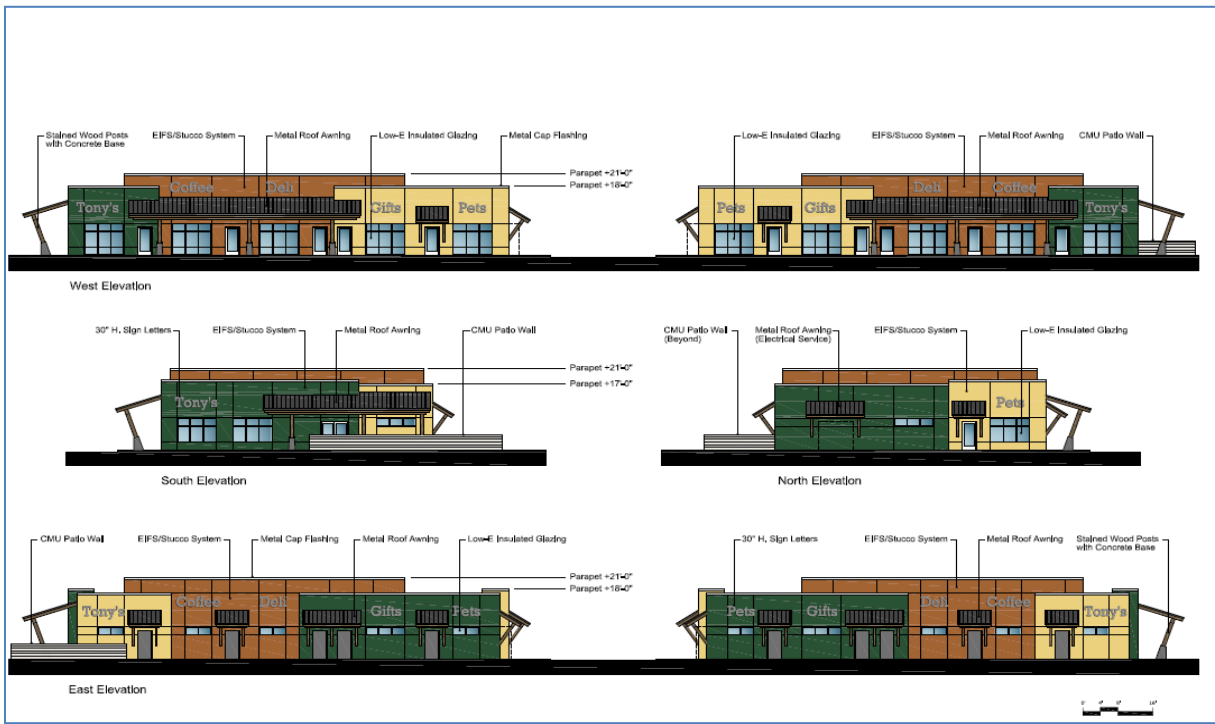 Stained Wood Posts
with Concrete Base
EIFS/Stucco System
Metal Roof Awning
Low-E Insulated Glazing
Metal Cap Flashing
Parapet +21'-0"
Parapet +18'-0"
Coffee
Deli
Tony's
Gifts
Pets
West Elevation
Low-E Insulated Glazing
EIFS/Stucco System
Metal Roof Awning
CMU Patio Wall
Deli
Coffee
Pets
Gifts
Tony's
30" H. Sign Letters
EIFS/Stucco System
Metal Roof Awning
CMU Patio Wall
Parapet +21'-0"
Parapet +17'-0"
Tony's
South Elevation
CMU Patio Wall
(Beyond)
Metal Roof Awning
(Electrical Service)
EIFS/Stucco System
Low-E Insulated Glazing
Pets
North Elevation
CMU Patio Wall
EIFS/Stucco System
Metal Cap Flashing
Metal Roof Awning
Low-E Insulated Glazing
Parapet +21'-0"
Parapet +18'-0"
Tony's
Coffee
Deli
Gifts
Pets
East Elevation
30" H. Sign Letters
EIFS/Stucco System
Metal Roof Awning
Stained Wood Posts
with Concrete Base
Pets
Gifts
Deli
Coffee
Tony's